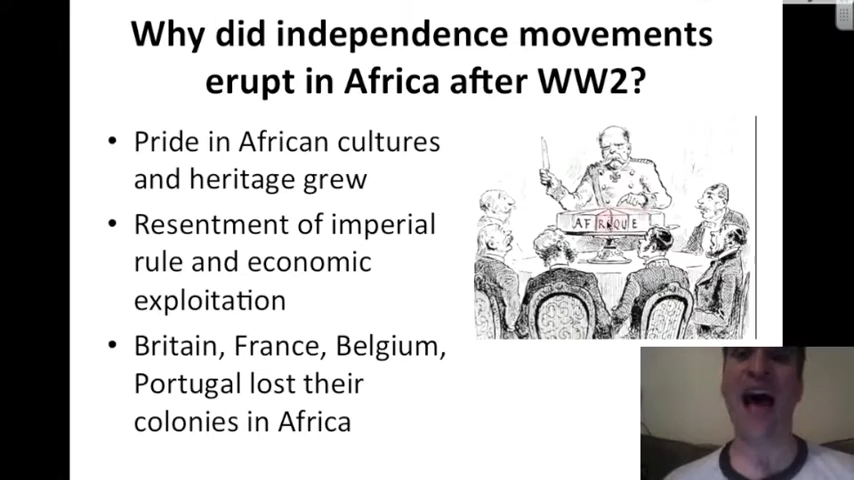 Why did independence movements
erupt in Africa after WW2?
• Pride in African cultures
and heritage grew
• Resentment of imperial
rule and economic
exploitation
• Britain, France, Belgium,
Portugal lost their
colonies in Africa
AFRIQUE